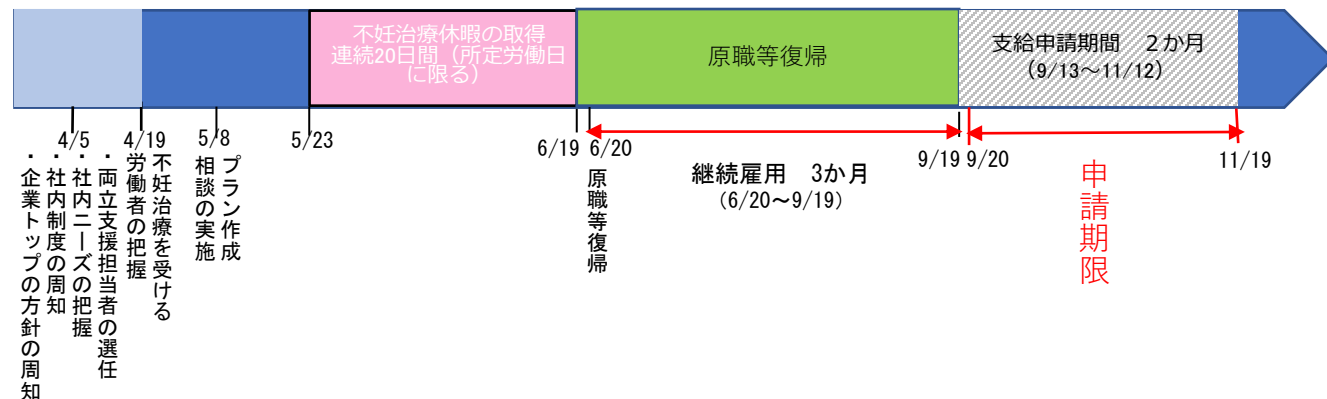 不妊治療休暇の取得
連続20日間（所定労働日
に限る）
原職等復帰
支給申請期間　２か月
（9/13～11/12）
4/5
4/19
5/8
5/23
6/19
6/20
9/19
9/20
11/19
・両立支援担当者の選任
・社内ニーズの把握
・社内制度の周知
・企業トップの方針の周知
不妊治療を受ける
労働者の把握
プラン作成
相談の実施
原職等復帰
継続雇用　3か月
（6/20～9/19）
申請期限